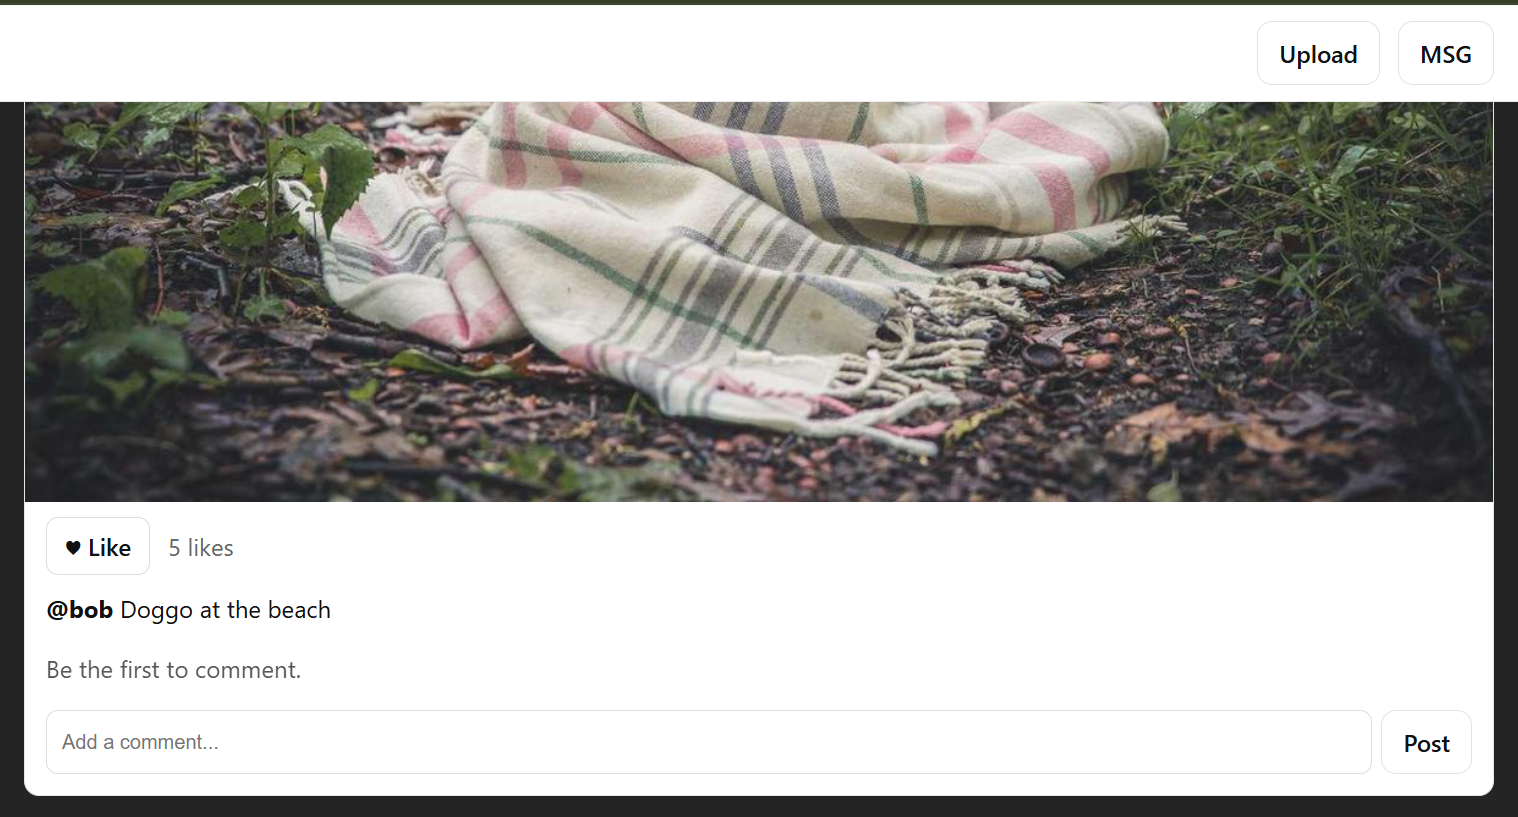 Upload MSG
♥ Like 5 likes
@bob Doggo at the beach
Be the first to comment.
Add a comment... Post